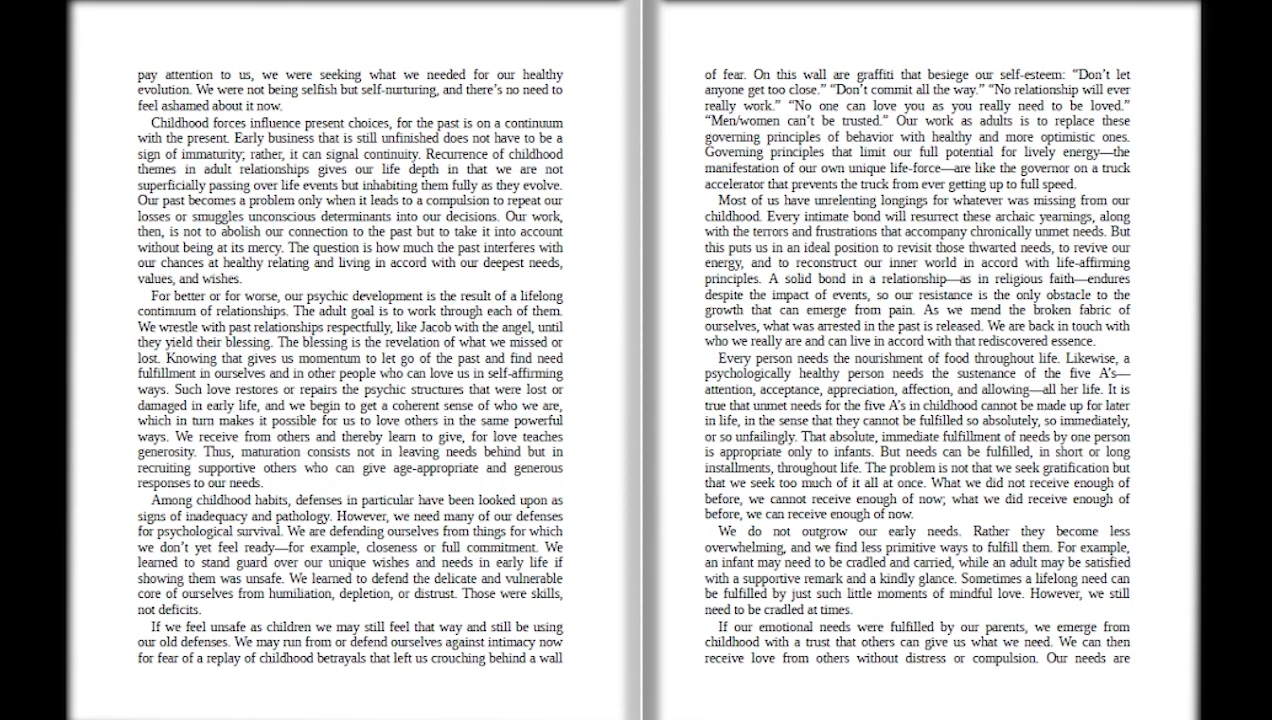 pay attention to us, we were seeking what we needed for our healthy
evolution. We were not being selfish but self-nurturing, and there’s no need to
feel ashamed about it now.
Childhood forces influence present choices, for the past is on a continuum
with the present. Early business that is still unfinished does not have to be a
sign of immaturity; rather, it can signal continuity. Recurrence of childhood
themes in adult relationships gives our life depth in that we are not
superficially passing over life events but inhabiting them fully as they evolve.
Our past becomes a problem only when it leads to a compulsion to repeat our
losses or smuggles unconscious determinants into our decisions. Our work,
then, is not to abolish our connection to the past but to take it into account
without being at its mercy. The question is how much the past interferes with
our chances at healthy relating and living in accord with our deepest needs,
values, and wishes.
For better or for worse, our psychic development is the result of a lifelong
continuum of relationships. The adult goal is to work through each of them.
We wrestle with past relationships respectfully, like Jacob with the angel, until
they yield their blessing. The blessing is the revelation of what we missed or
lost. Knowing that gives us momentum to let go of the past and find need
fulfillment in ourselves and in other people who can love us in self-affirming
ways. Such love restores or repairs the psychic structures that were lost or
damaged in early life, and we begin to get a coherent sense of who we are,
which in turn makes it possible for us to love others in the same powerful
ways. We receive from others and thereby learn to give, for love teaches
generosity. Thus, maturation consists not in leaving needs behind but in
recruiting supportive others who can give age-appropriate and generous
responses to our needs.
Among childhood habits, defenses in particular have been looked upon as
signs of inadequacy and pathology. However, we need many of our defenses
for psychological survival. We are defending ourselves from things for which
we don’t yet feel ready—for example, closeness or full commitment. We
learned to stand guard over our unique wishes and needs in early life if
showing them was unsafe. We learned to defend the delicate and vulnerable
core of ourselves from humiliation, depletion, or distrust. Those were skills,
not deficits.
If we feel unsafe as children we may still feel that way and still be using
our old defenses. We may run from or defend ourselves against intimacy now
for fear of a replay of childhood betrayals that left us crouching behind a wall
of fear. On this wall are graffiti that besiege our self-esteem: “Don’t let
anyone get too close.” “Don’t commit all the way.” “No relationship will ever
really work.” “No one can love you as you really need to be loved.”
“Men/women can’t be trusted.” Our work as adults is to replace these
governing principles of behavior with healthy and more optimistic ones.
Governing principles that limit our full potential for lively energy—the
manifestation of our own unique life-force—are like the governor on a truck
accelerator that prevents the truck from ever getting up to full speed.
Most of us have unrelenting longings for whatever was missing from our
childhood. Every intimate bond will resurrect these archaic yearnings, along
with the terrors and frustrations that accompany chronically unmet needs. But
this puts us in an ideal position to revisit those thwarted needs, to revive our
energy, and to reconstruct our inner world in accord with life-affirming
principles. A solid bond in a relationship—as in religious faith—endures
despite the impact of events, so our resistance is the only obstacle to the
growth that can emerge from pain. As we mend the broken fabric of
ourselves, what was arrested in the past is released. We are back in touch with
who we really are and can live in accord with that rediscovered essence.
Every person needs the nourishment of food throughout life. Likewise, a
psychologically healthy person needs the sustenance of the five A’s—
attention, acceptance, appreciation, affection, and allowing—all her life. It is
true that unmet needs for the five A’s in childhood cannot be made up for later
in life, in the sense that they cannot be fulfilled so absolutely, so immediately,
or so unfailingly. That absolute, immediate fulfillment of needs by one person
is appropriate only to infants. But needs can be fulfilled, in short or long
installments, throughout life. The problem is not that we seek gratification but
that we seek too much of it all at once. What we did not receive enough of
before, we cannot receive enough of now; what we did receive enough of
before, we can receive enough of now.
We do not outgrow our early needs. Rather they become less
overwhelming, and we find less primitive ways to fulfill them. For example,
an infant may need to be cradled and carried, while an adult may be satisfied
with a supportive remark and a kindly glance. Sometimes a lifelong need can
be fulfilled by just such little moments of mindful love. However, we still
need to be cradled at times.
If our emotional needs were fulfilled by our parents, we emerge from
childhood with a trust that others can give us what we need. We can then
receive love from others without distress or compulsion. Our needs are